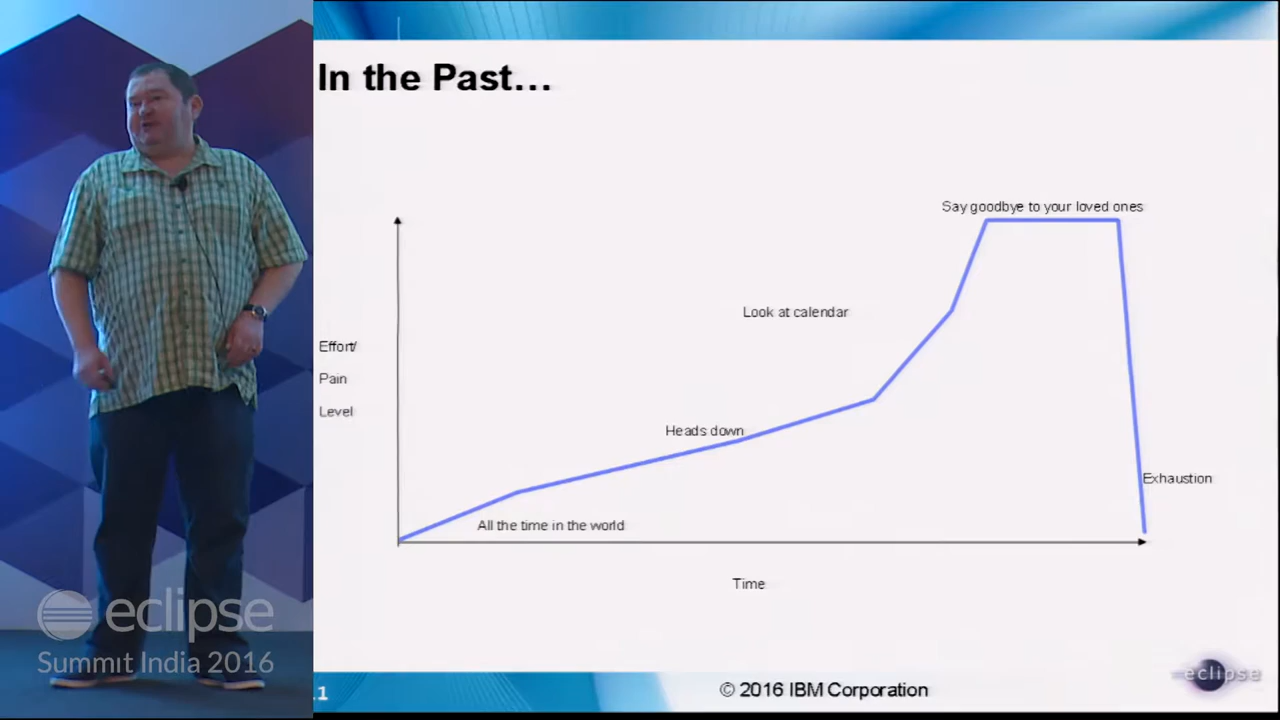 In the Past…
Say goodbye to your loved ones
Look at calendar
Effort/
Pain
Level
Heads down
Exhaustion
All the time in the world
Time
eclipse
Summit India 2016
11
© 2016 IBM Corporation
eclipse